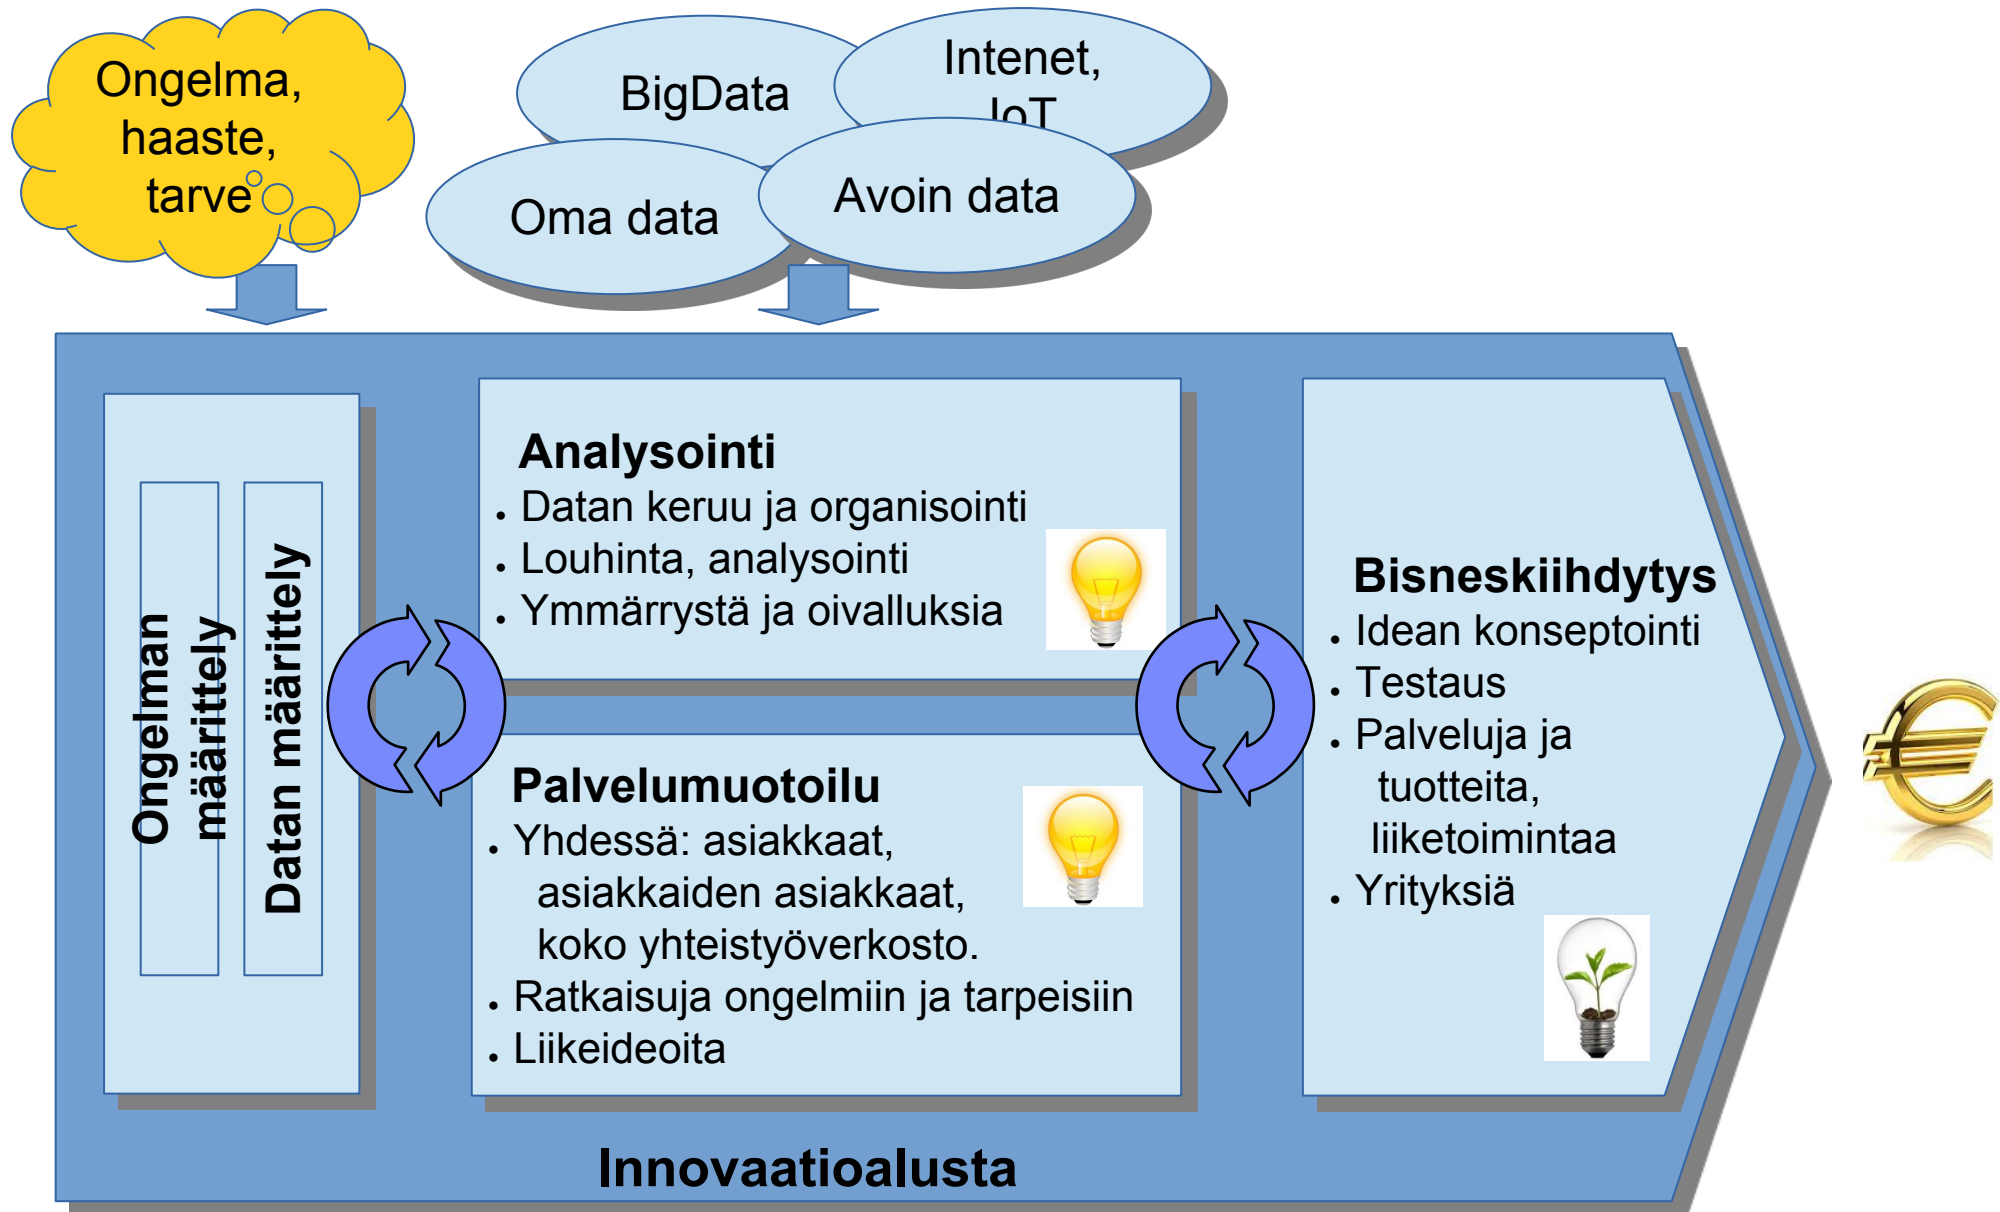 Ongelma,
haaste,
tarve
BigData
Intenet,
IoT
Oma data
Avoin data
Ongelman
määrittely
Datan määrittely
Analysointi
• Datan keruu ja organisointi
• Louhinta, analysointi
• Ymmärrystä ja oivalluksia
Palvelumuotoilu
• Yhdessä: asiakkaat,
asiakkaiden asiakkaat,
koko yhteistyöverkosto.
• Ratkaisuja ongelmiin ja tarpeisiin
• Liikeideoita
Bisneskiihdytys
• Idean konseptointi
• Testaus
• Palveluja ja
tuotteita,
liiketoimintaa
• Yrityksiä
€
Innovaatioalusta